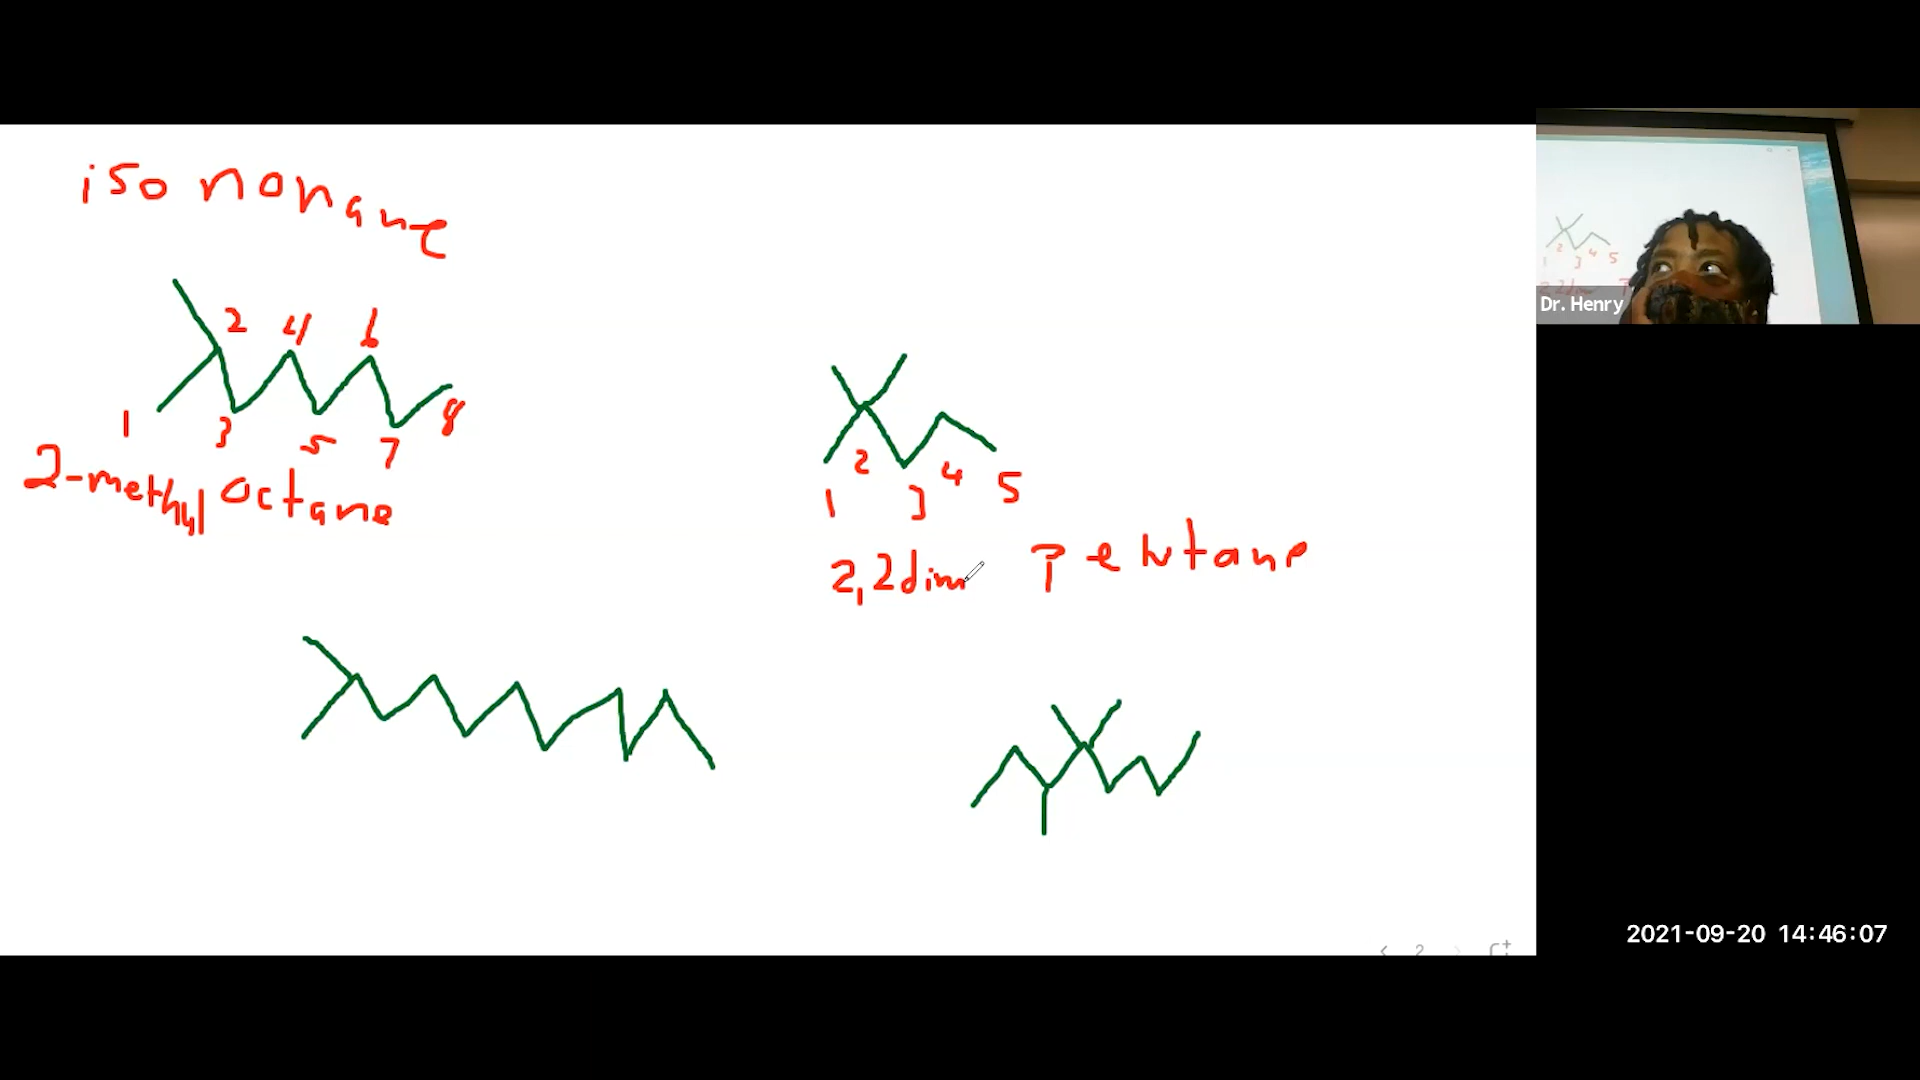 iso nonane
2 4 6
1 3 5 7 8
2-methyl octane
2 4 5
1 3
2,2dim Pentane
Dr. Henry
2021-09-20 14:46:07
< 2 >